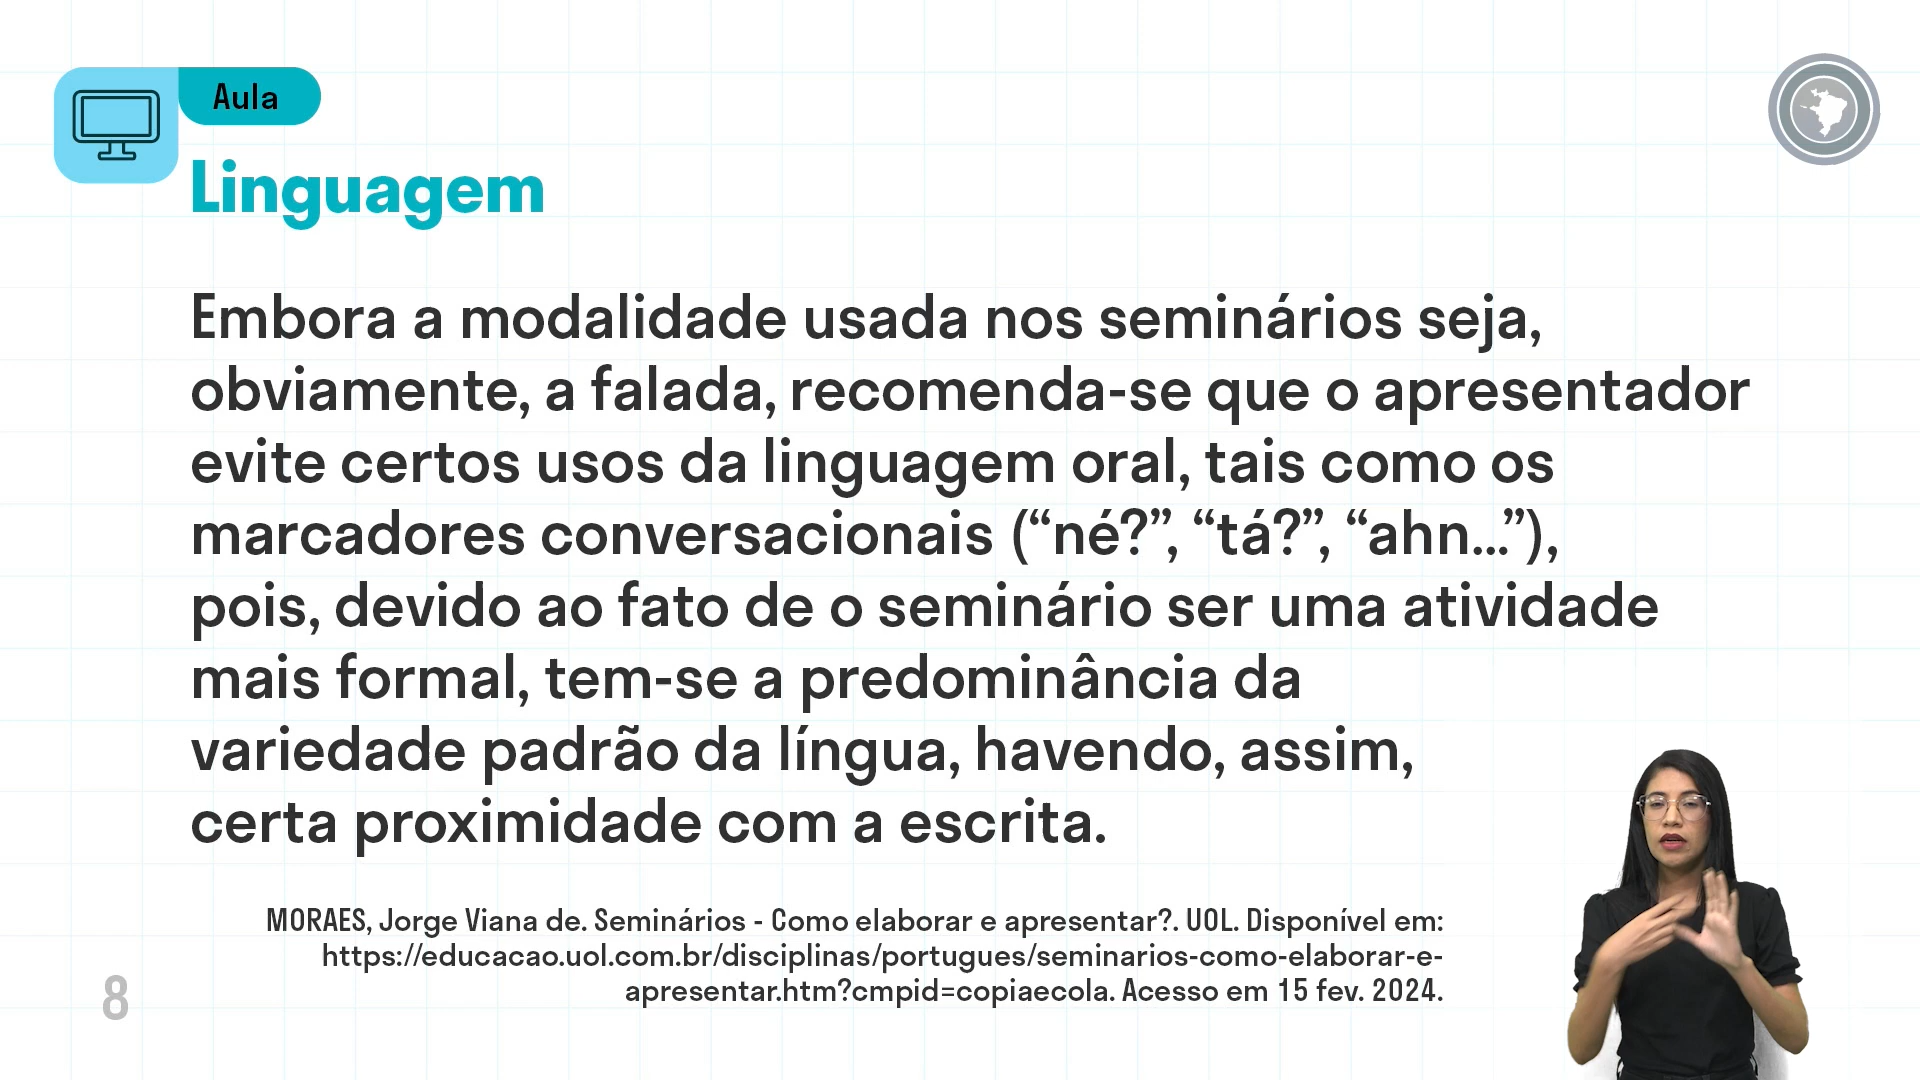 Aula
Linguagem
Embora a modalidade usada nos seminários seja,
obviamente, a falada, recomenda-se que o apresentador
evite certos usos da linguagem oral, tais como os
marcadores conversacionais (“né?”, “tá?”, “ahn...”),
pois, devido ao fato de o seminário ser uma atividade
mais formal, tem-se a predominância da
variedade padrão da língua, havendo, assim,
certa proximidade com a escrita.
MORAES, Jorge Viana de. Seminários - Como elaborar e apresentar?. UOL. Disponível em:
https://educacao.uol.com.br/disciplinas/portugues/seminarios-como-elaborar-e-
apresentar.htm?cmpid=copiaecola. Acesso em 15 fev. 2024.
8